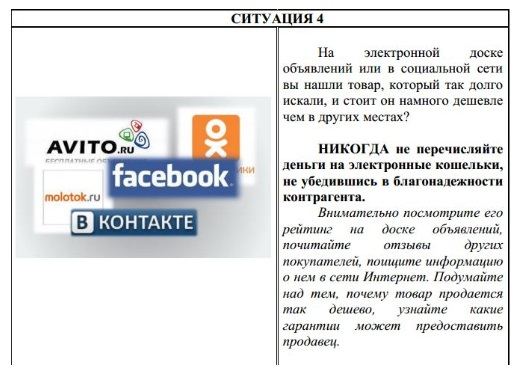 СИТУАЦИЯ 4
AVITO.RU
molotok.ru
facebook
ики
В КОНТАКТЕ
На электронной доске
объявлений или в социальной сети
вы нашли товар, который так долго
искали, и стоит он намного дешевле
чем в других местах?
НИКОГДА не перечисляйте
деньги на электронные кошельки,
не убедившись в благонадежности
контрагента.
Внимательно посмотрите его
рейтинг на доске объявлений,
почитайте отзывы других
покупателей, поищите информацию
о нем в сети Интернет. Подумайте
над тем, почему товар продается
так дешево, узнайте какие
гарантии может предоставить
продавец.